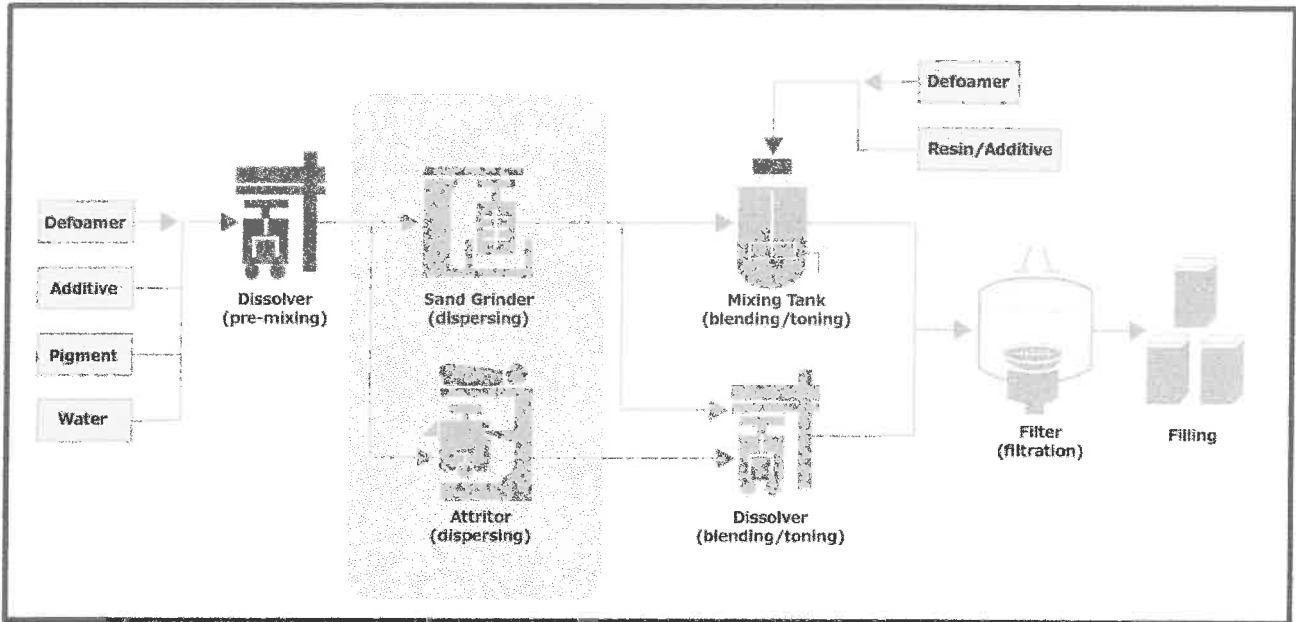 Defoamer
Resin/Additive
Defoamer
Additive
Pigment
Water
Dissolver
(pre-mixing)
Sand Grinder
(dispersing)
Mixing Tank
(blending/toning)
Attritor
(dispersing)
Dissolver
(blending/toning)
Filter
(filtration)
Filling